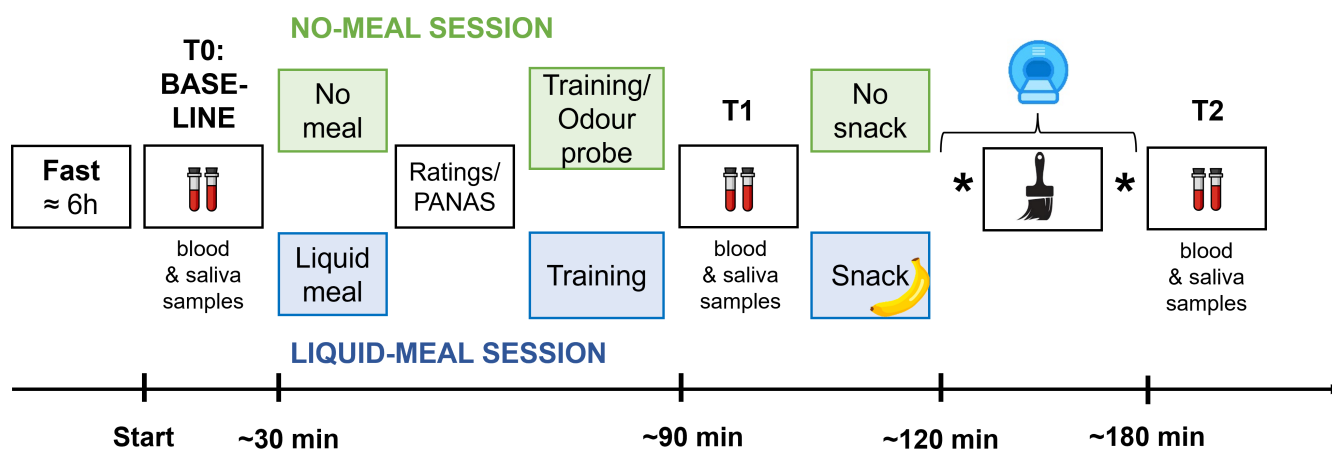 NO-MEAL SESSION
T0:
BASE-
LINE
No
meal
Training/
Odour
probe
T1
No
snack
T2
Fast
≈ 6h
Ratings/
PANAS
*
*
blood
& saliva
samples
Liquid
meal
Training
blood
& saliva
samples
Snack
blood
& saliva
samples
LIQUID-MEAL SESSION
Start
~30 min
~90 min
~120 min
~180 min